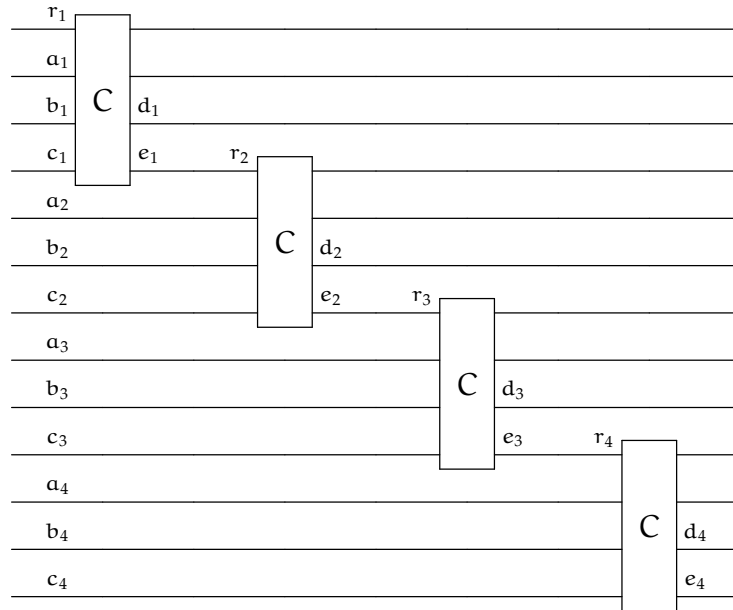 r₁
a₁
b₁ C d₁
c₁ e₁ r₂
a₂
b₂ C d₂
c₂ e₂ r₃
a₃
b₃ C d₃
c₃ e₃ r₄
a₄
b₄ C d₄
c₄ e₄